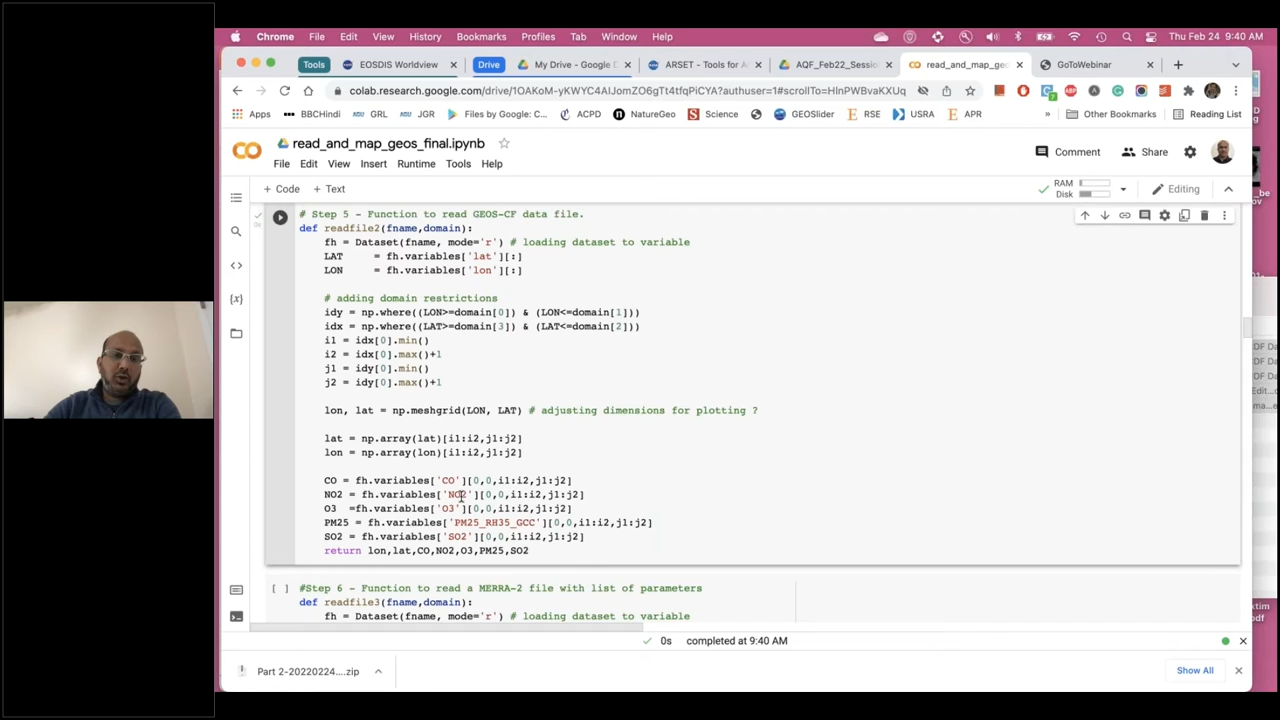 Chrome File Edit View History Bookmarks Profiles Tab Window Help Thu Feb 24 9:40 AM
Tools EOSDIS Worldview Drive My Drive - Google D ARSET - Tools for A AQF_Feb22_Sessio read_and_map_geo GoToWebinar
colab.research.google.com/drive/1OAKoM-yKWYC4AIJomZO6gTt4tfqPiCYA?authuser=1#scrollTo=HlnPWBvaKXUq
Apps BBCHindi GRL JGR Files by Google: C... ACPD NatureGeo Science GEOSlider RSE USRA APR » Other Bookmarks Reading List
read_and_map_geos_final.ipynb
Comment Share
File Edit View Insert Runtime Tools Help
+ Code + Text RAM Disk Editing
# Step 5 - Function to read GEOS-CF data file.
def readfile2(fname,domain):
fh = Dataset(fname, mode='r') # loading dataset to variable
LAT = fh.variables['lat'][:]
LON = fh.variables['lon'][:]
# adding domain restrictions
idy = np.where((LON>=domain[0]) & (LON<=domain[1]))
idx = np.where((LAT>=domain[3]) & (LAT<=domain[2]))
i1 = idx[0].min()
i2 = idx[0].max()+1
j1 = idy[0].min()
j2 = idy[0].max()+1
lon, lat = np.meshgrid(LON, LAT) # adjusting dimensions for plotting ?
lat = np.array(lat)[i1:i2,j1:j2]
lon = np.array(lon)[i1:i2,j1:j2]
CO = fh.variables['CO'][0,0,i1:i2,j1:j2]
NO2 = fh.variables['NO2'][0,0,i1:i2,j1:j2]
O3 =fh.variables['O3'][0,0,i1:i2,j1:j2]
PM25 = fh.variables['PM25_RH35_GCC'][0,0,i1:i2,j1:j2]
SO2 = fh.variables['SO2'][0,0,i1:i2,j1:j2]
return lon,lat,CO,NO2,O3,PM25,SO2
[ ] #Step 6 - Function to read a MERRA-2 file with list of parameters
def readfile3(fname,domain):
fh = Dataset(fname, mode='r') # loading dataset to variable
0s completed at 9:40 AM
Part 2-20220224....zip Show All